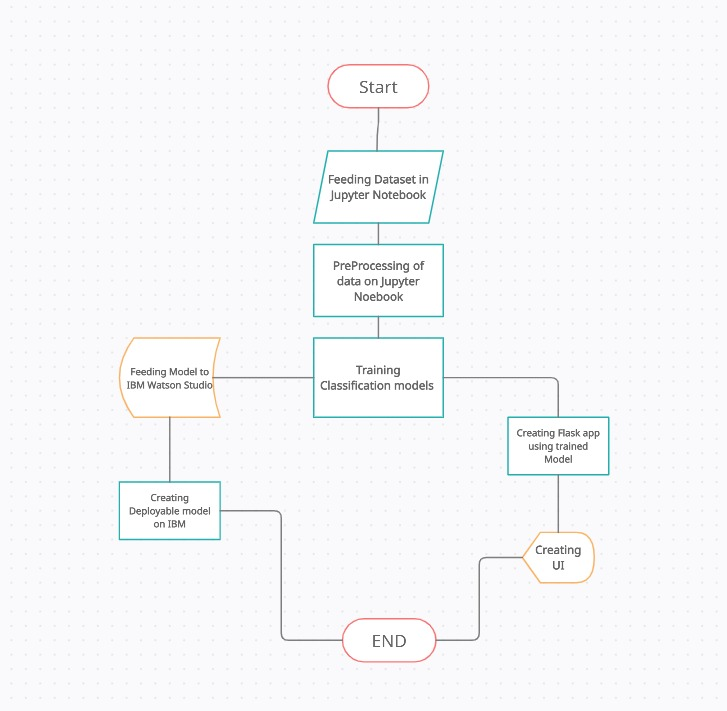 Start
Feeding Dataset in
Jupyter Notebook
PreProcessing of
data on Jupyter
Noebook
Training
Classification models
Feeding Model to
IBM Watson Studio
Creating Flask app
using trained
Model
Creating
Deployable model
on IBM
Creating
UI
END